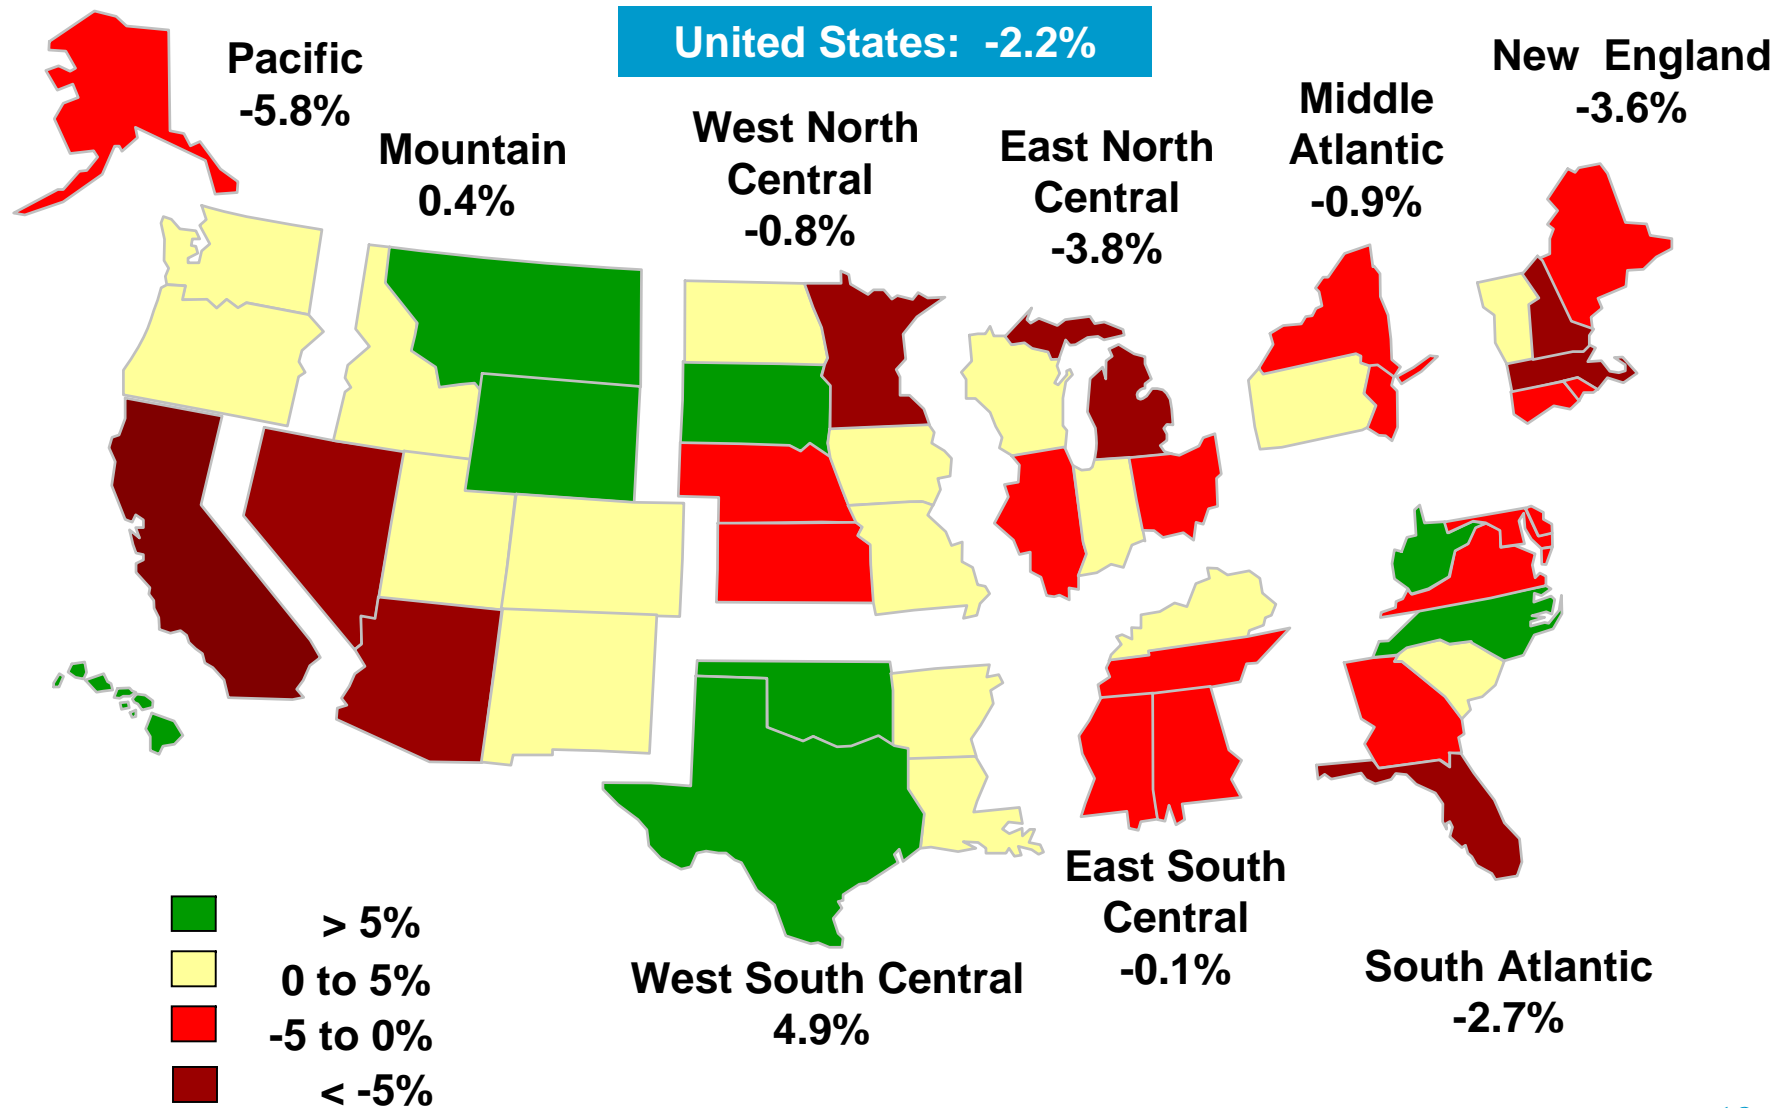 United States:  -2.2%
Pacific
-5.8%
Mountain
0.4%
West North
Central
-0.8%
East North
Central
-3.8%
Middle
Atlantic
-0.9%
New  England
-3.6%
> 5%
0 to 5%
-5 to 0%
< -5%
West South Central
4.9%
East South
Central
-0.1%
South Atlantic
-2.7%